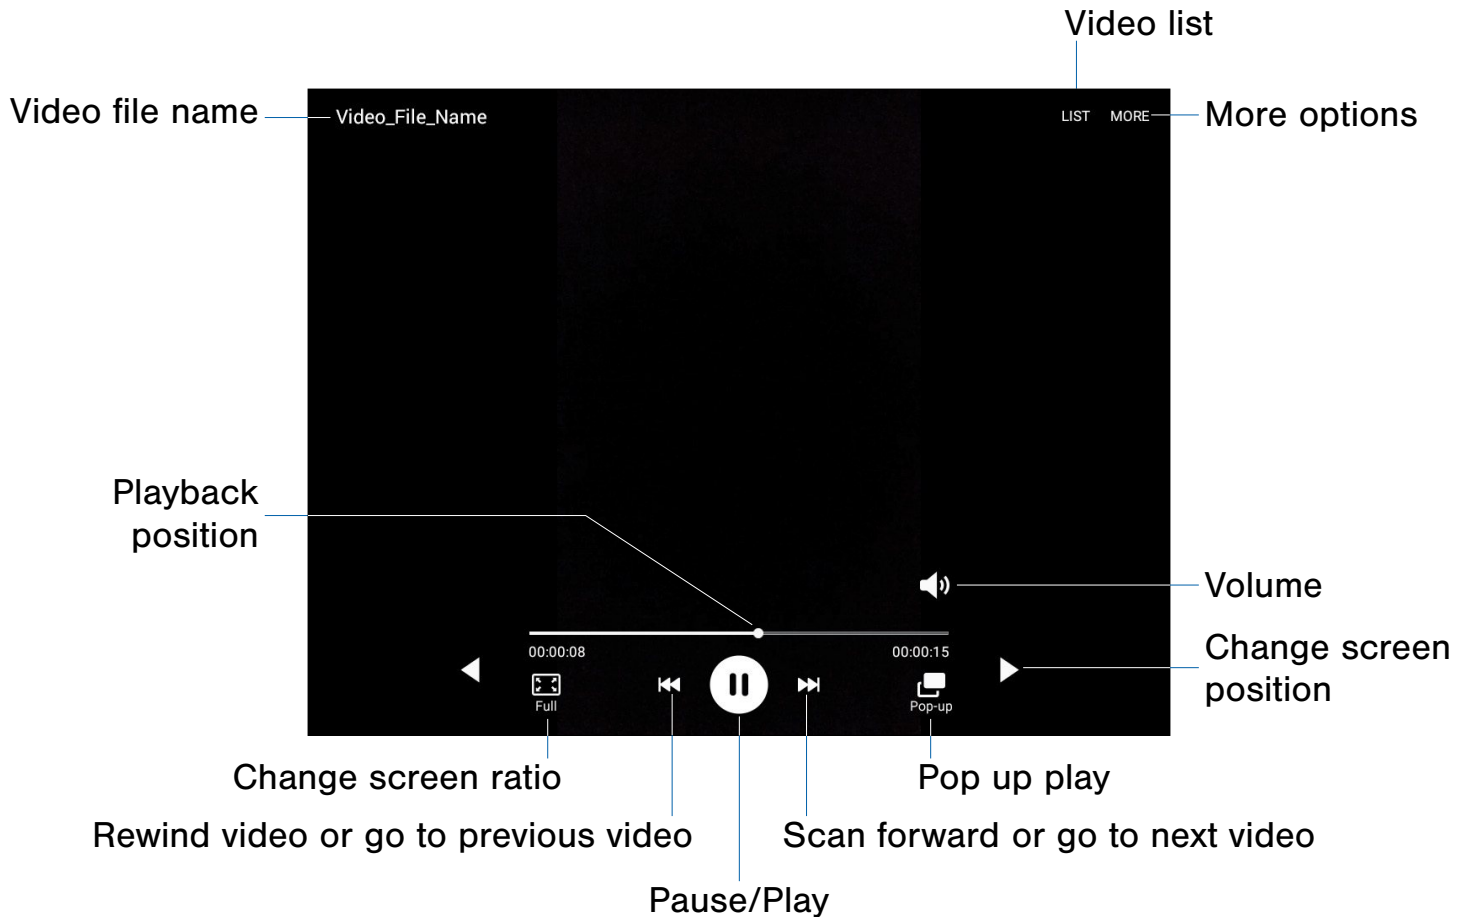 Video list
Video file name
Video_File_Name
LIST MORE
More options
Playback
position
Volume
00:00:08
00:00:15
Change screen
position
Full
Pop-up
Change screen ratio
Pop up play
Rewind video or go to previous video
Scan forward or go to next video
Pause/Play